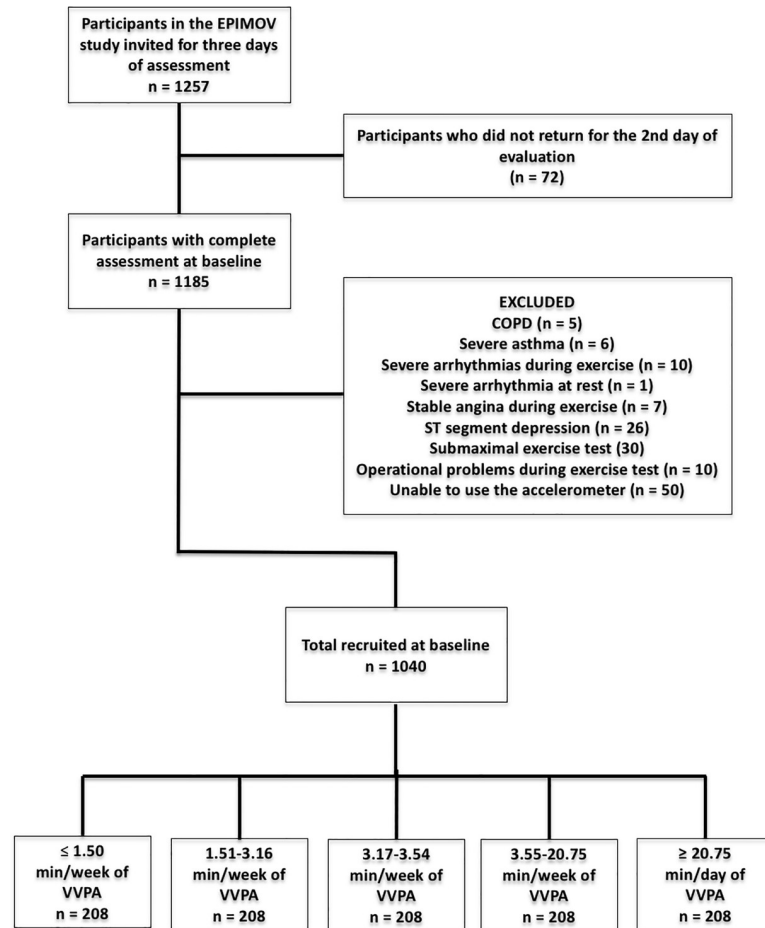 Participants in the EPIMOV
study invited for three days
of assessment
n = 1257
Participants who did not return for the 2nd day of
evaluation
(n = 72)
Participants with complete
assessment at baseline
n = 1185
EXCLUDED
COPD (n = 5)
Severe asthma (n = 6)
Severe arrhythmias during exercise (n = 10)
Severe arrhythmia at rest (n = 1)
Stable angina during exercise (n = 7)
ST segment depression (n = 26)
Submaximal exercise test (30)
Operational problems during exercise test (n = 10)
Unable to use the accelerometer (n = 50)
Total recruited at baseline
n = 1040
≤ 1.50
min/week of
VVPA
n = 208
1.51-3.16
min/week of
VVPA
n = 208
3.17-3.54
min/week of
VVPA
n = 208
3.55-20.75
min/week of
VVPA
n = 208
≥ 20.75
min/day of
VVPA
n = 208